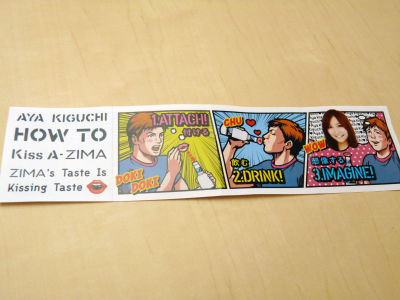 AYA KIGUCHI
HOW TO
Kiss A-ZIMA
ZIMA's Taste Is
Kissing Taste
1.ATTACH!
付ける
DOKI
DOKI
CHU
飲む
2.DRINK!
WOW
想像する
3.IMAGINE!